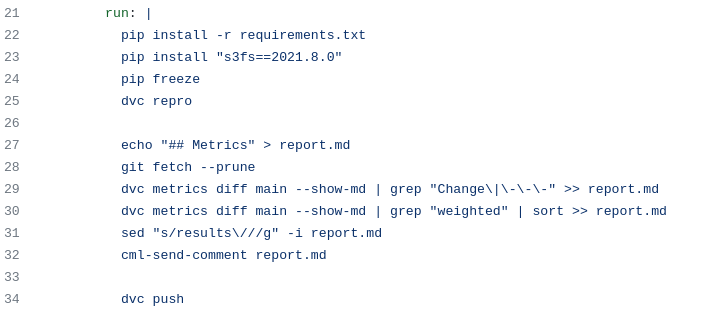 21 run: |
22 pip install -r requirements.txt
23 pip install "s3fs==2021.8.0"
24 pip freeze
25 dvc repro
26
27 echo "## Metrics" > report.md
28 git fetch --prune
29 dvc metrics diff main --show-md | grep "Change\|\-\-\-" >> report.md
30 dvc metrics diff main --show-md | grep "weighted" | sort >> report.md
31 sed "s/results\///g" -i report.md
32 cml-send-comment report.md
33
34 dvc push